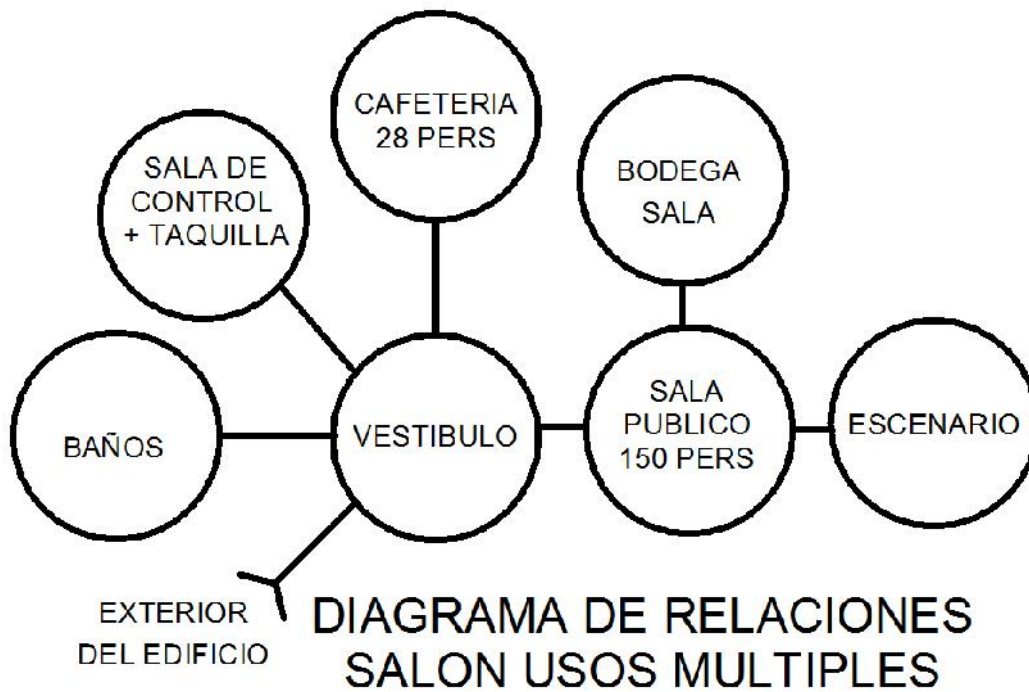 CAFETERIA
28 PERS
SALA DE
CONTROL
+ TAQUILLA
BODEGA
SALA
BAÑOS
VESTIBULO
SALA
PUBLICO
150 PERS
ESCENARIO
EXTERIOR
DEL EDIFICIO
DIAGRAMA DE RELACIONES
SALON USOS MULTIPLES